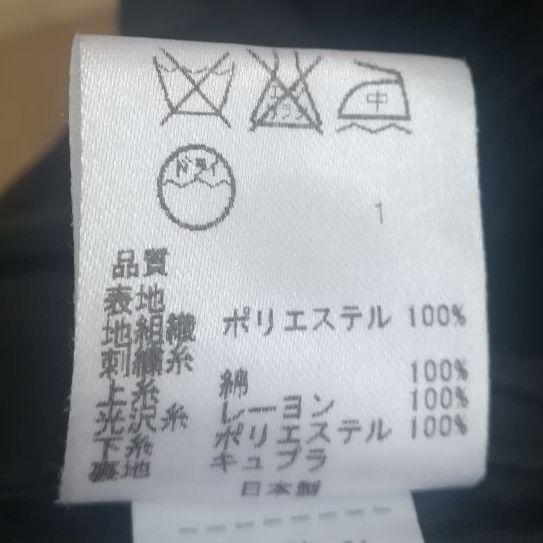 中
ドライ
1
品質
表地
地組織 ポリエステル 100%
刺繍糸
上糸 綿 100%
光沢糸 レーヨン 100%
下糸 ポリエステル 100%
裏地 キュプラ
日本製